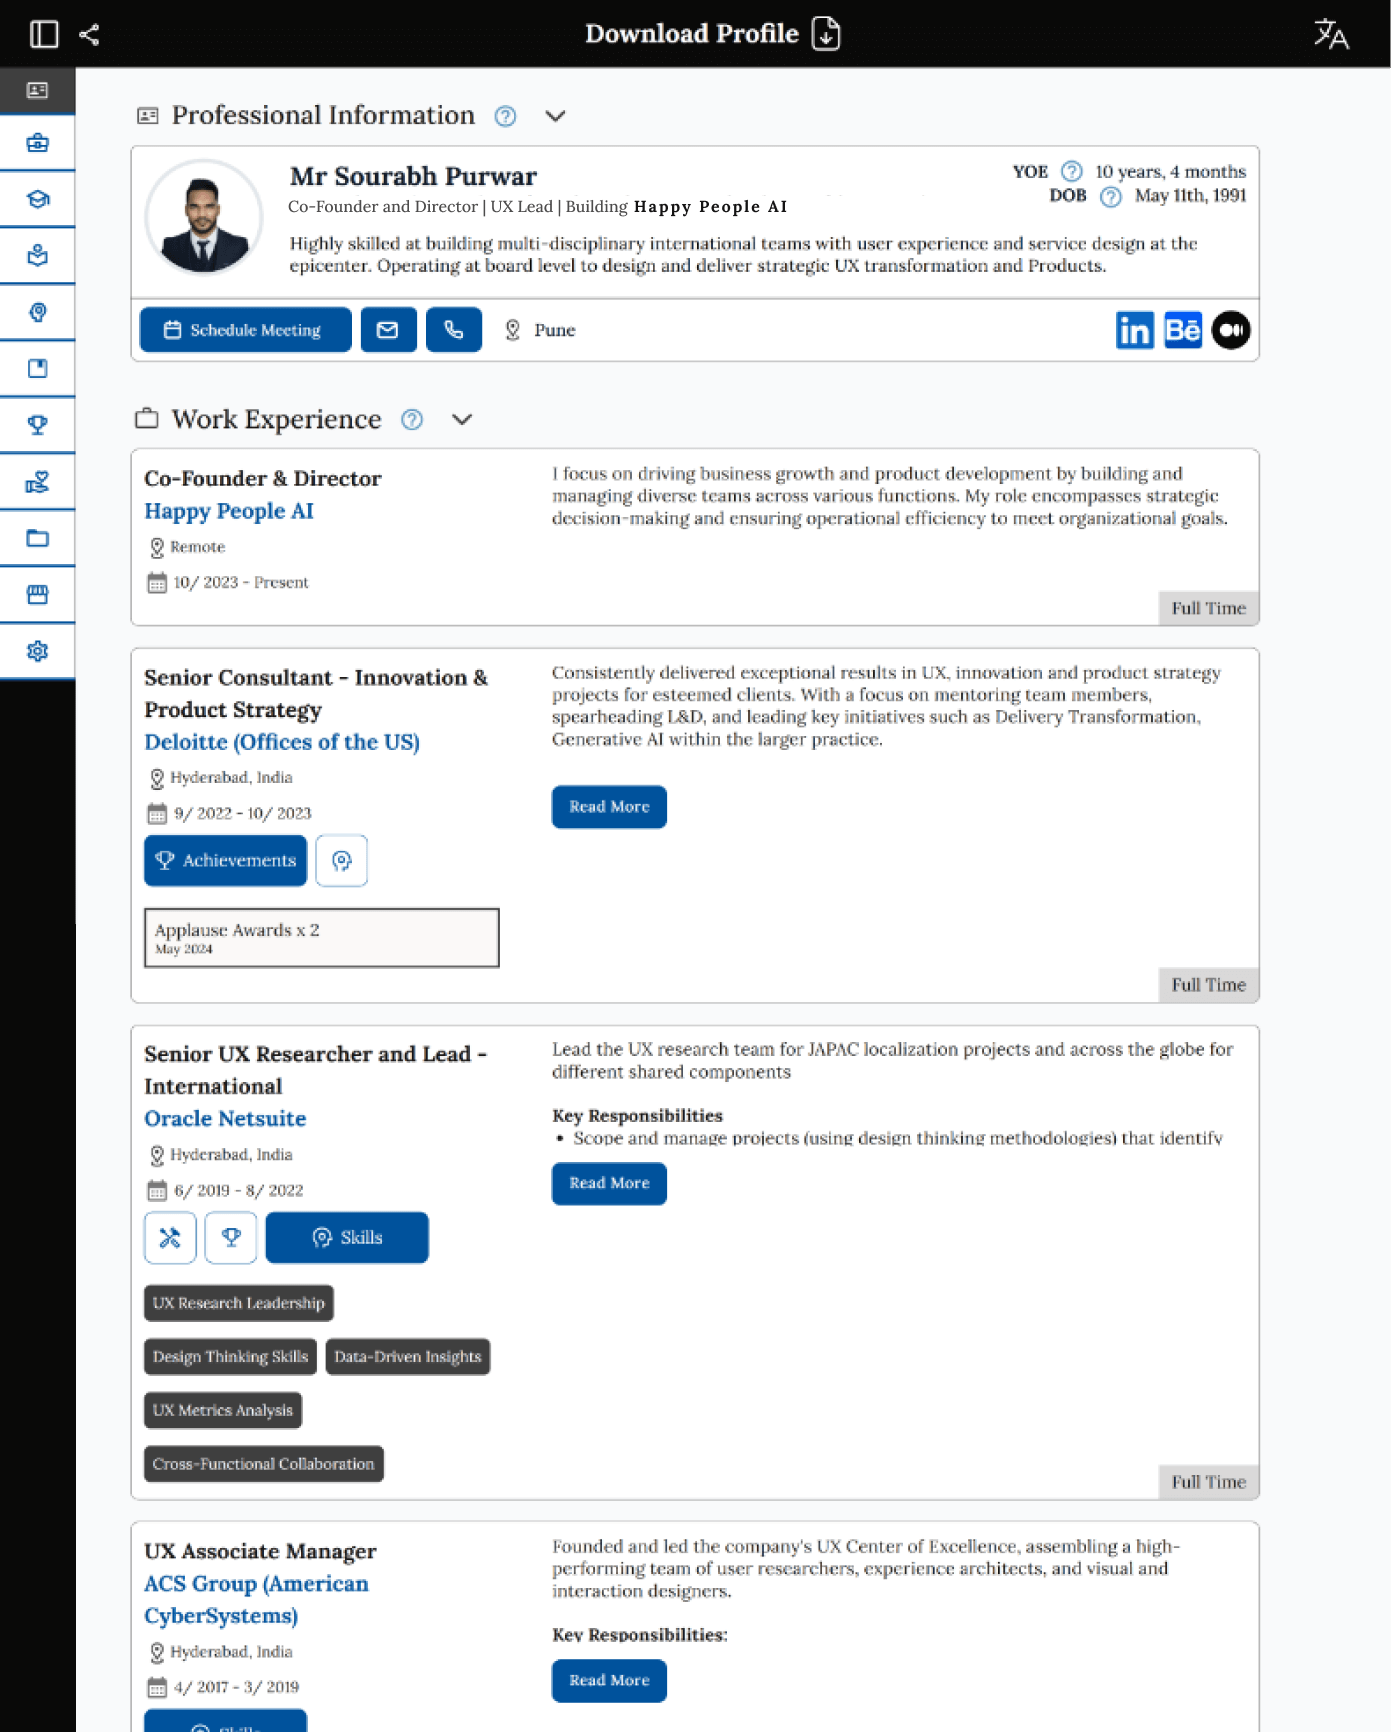 Download Profile
Professional Information
Mr Sourabh Purwar
YOE 10 years, 4 months
DOB May 11th, 1991
Co-Founder and Director | UX Lead | Building Happy People AI
Highly skilled at building multi-disciplinary international teams with user experience and service design at the
epicenter. Operating at board level to design and deliver strategic UX transformation and Products.
Schedule Meeting
Pune
in Bē
Work Experience
Co-Founder & Director
Happy People AI
Remote
10/ 2023 - Present
I focus on driving business growth and product development by building and
managing diverse teams across various functions. My role encompasses strategic
decision-making and ensuring operational efficiency to meet organizational goals.
Full Time
Senior Consultant - Innovation &
Product Strategy
Deloitte (Offices of the US)
Hyderabad, India
9/ 2022 - 10/ 2023
Achievements
Applause Awards x 2
May 2024
Consistently delivered exceptional results in UX, innovation and product strategy
projects for esteemed clients. With a focus on mentoring team members,
spearheading L&D, and leading key initiatives such as Delivery Transformation,
Generative AI within the larger practice.
Read More
Full Time
Senior UX Researcher and Lead -
International
Oracle Netsuite
Hyderabad, India
6/ 2019 - 8/ 2022
Skills
UX Research Leadership
Design Thinking Skills
Data-Driven Insights
UX Metrics Analysis
Cross-Functional Collaboration
Lead the UX research team for JAPAC localization projects and across the globe for
different shared components
Key Responsibilities
• Scope and manage projects (using design thinking methodologies) that identify
Read More
Full Time
UX Associate Manager
ACS Group (American
CyberSystems)
Hyderabad, India
4/ 2017 - 3/ 2019
Skills
Founded and led the company's UX Center of Excellence, assembling a high-
performing team of user researchers, experience architects, and visual and
interaction designers.
Key Responsibilities:
Read More